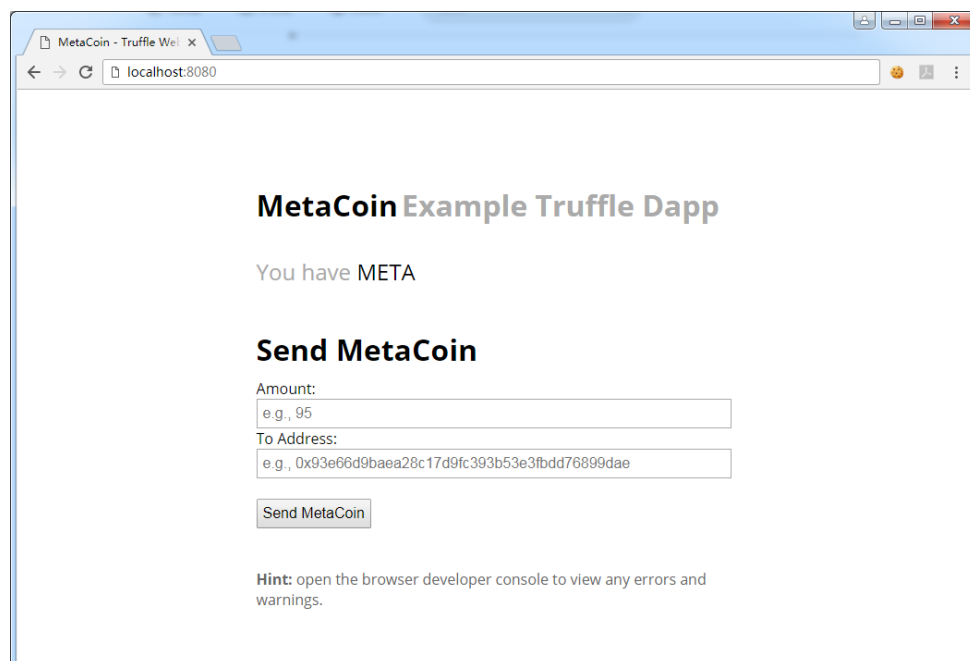 MetaCoin - Truffle Wel
localhost:8080
MetaCoin Example Truffle Dapp
You have META
Send MetaCoin
Amount:
e.g., 95
To Address:
e.g., 0x93e66d9baea28c17d9fc393b53e3fbdd76899dae
Send MetaCoin
Hint: open the browser developer console to view any errors and
warnings.